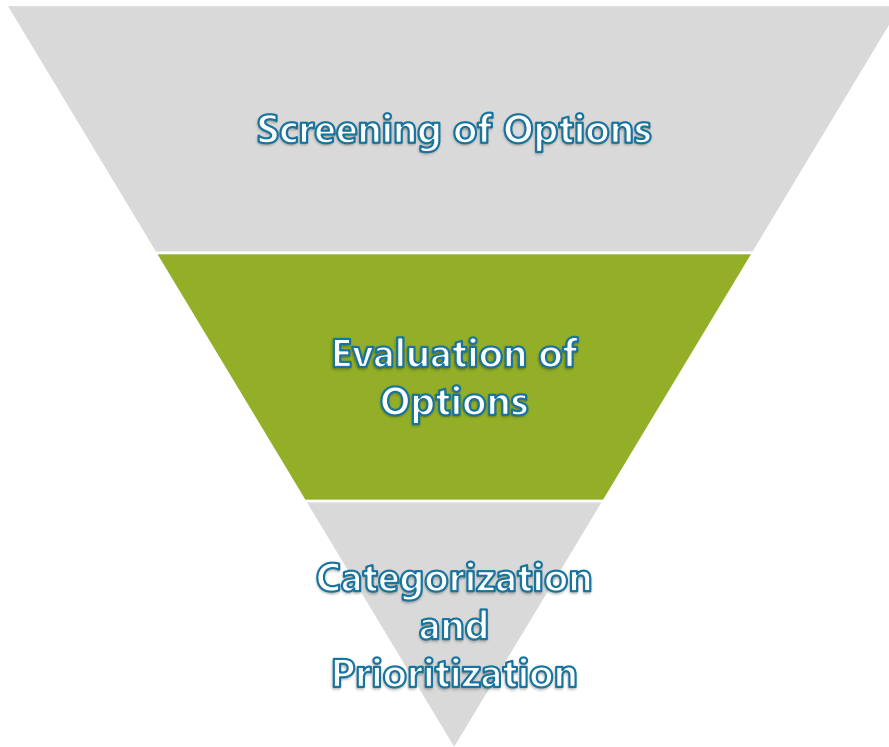 Screening of Options
Evaluation of
Options
Categorization
and
Prioritization